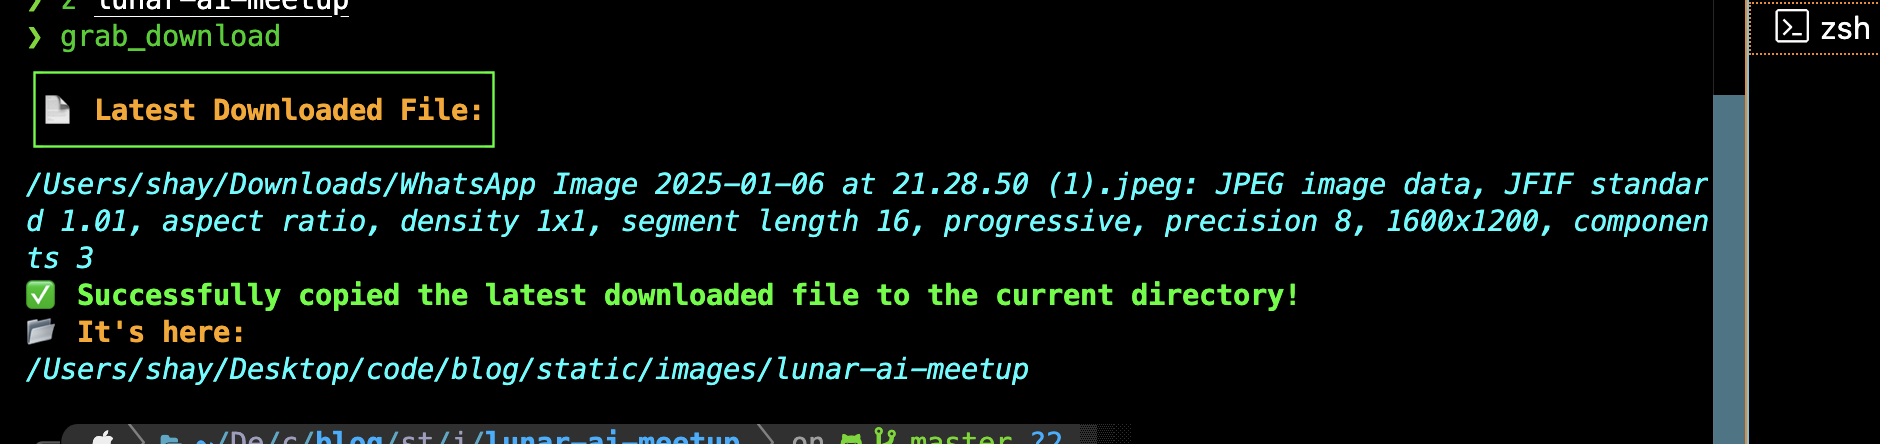 ❯ z lunar-ai-meetup
❯ grab_download
Latest Downloaded File:
/Users/shay/Downloads/WhatsApp Image 2025-01-06 at 21.28.50 (1).jpeg: JPEG image data, JFIF standar
d 1.01, aspect ratio, density 1x1, segment length 16, progressive, precision 8, 1600x1200, componen
ts 3
✅ Successfully copied the latest downloaded file to the current directory!
It's here:
/Users/shay/Desktop/code/blog/static/images/lunar-ai-meetup
~/De/c/blog/st/i/lunar-ai-meetup on master ??
zsh